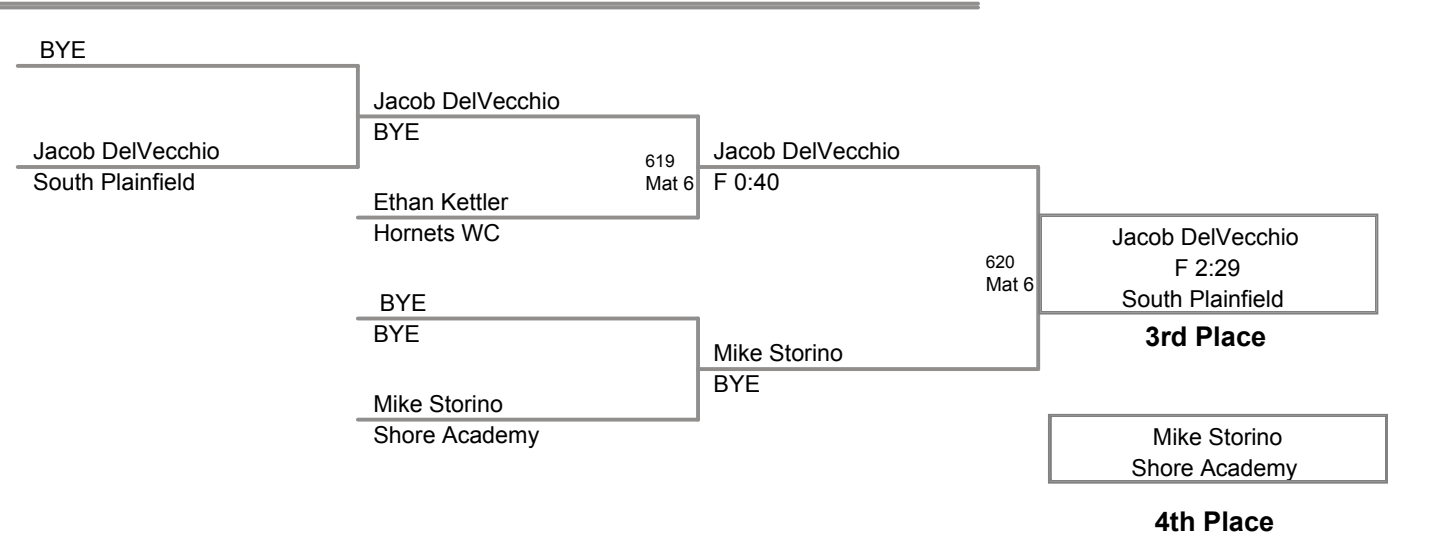 BYE
Jacob DelVecchio
South Plainfield
Jacob DelVecchio
BYE
Ethan Kettler
Hornets WC
BYE
BYE
Mike Storino
Shore Academy
619
Mat 6
Jacob DelVecchio
F 0:40
Mike Storino
BYE
620
Mat 6
Jacob DelVecchio
F 2:29
South Plainfield
3rd Place
Mike Storino
Shore Academy
4th Place